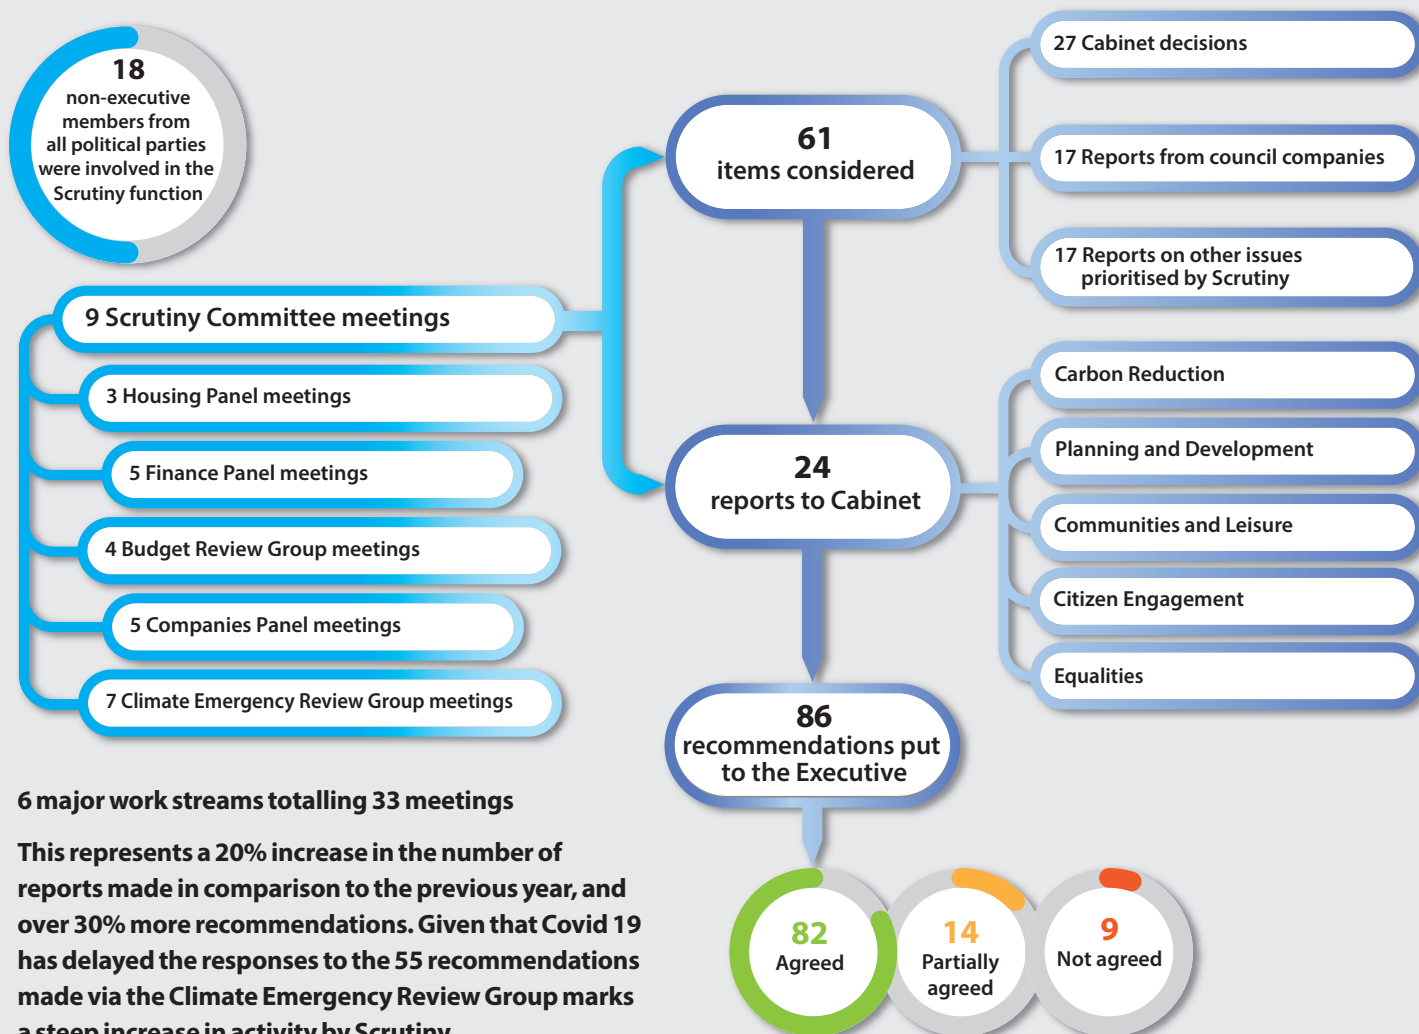 18
non-executive
members from
all political parties
were involved in the
Scrutiny function
9 Scrutiny Committee meetings
3 Housing Panel meetings
5 Finance Panel meetings
4 Budget Review Group meetings
5 Companies Panel meetings
7 Climate Emergency Review Group meetings
61
items considered
27 Cabinet decisions
17 Reports from council companies
17 Reports on other issues
prioritised by Scrutiny
24
reports to Cabinet
Carbon Reduction
Planning and Development
Communities and Leisure
Citizen Engagement
Equalities
86
recommendations put
to the Executive
82
Agreed
14
Partially
agreed
9
Not agreed
6 major work streams totalling 33 meetings
This represents a 20% increase in the number of
reports made in comparison to the previous year, and
over 30% more recommendations. Given that Covid 19
has delayed the responses to the 55 recommendations
made via the Climate Emergency Review Group marks
a steep increase in activity by Scrutiny